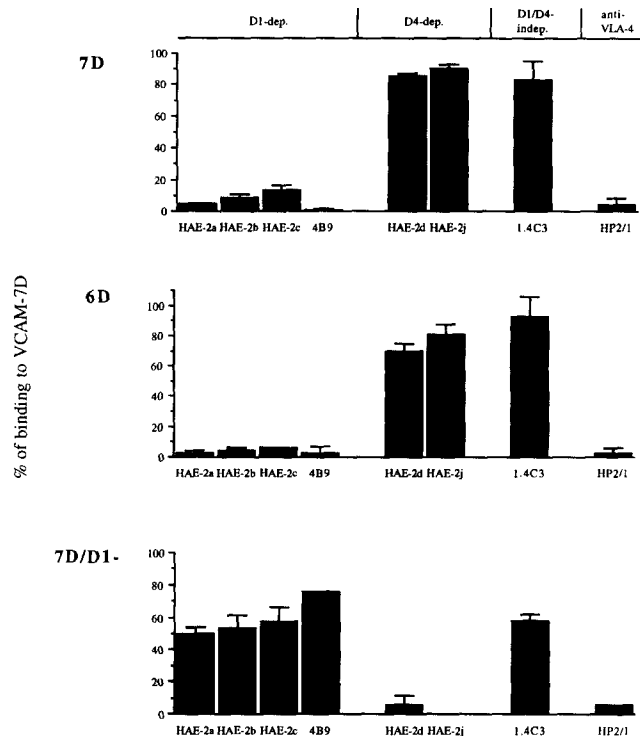 D1-dep. D4-dep. D1/D4- anti-
indep. VLA-4
7D
100
80
60
40
20
0
HAE-2a HAE-2b HAE-2c 4B9 HAE-2d HAE-2j 1.4C3 HP2/1
6D
100
80
60
40
20
0
HAE-2a HAE-2b HAE-2c 4B9 HAE-2d HAE-2j 1.4C3 HP2/1
% of binding to VCAM-7D
7D/D1-
100
80
60
40
20
0
HAE-2a HAE-2b HAE-2c 4B9 HAE-2d HAE-2j 1.4C3 HP2/1